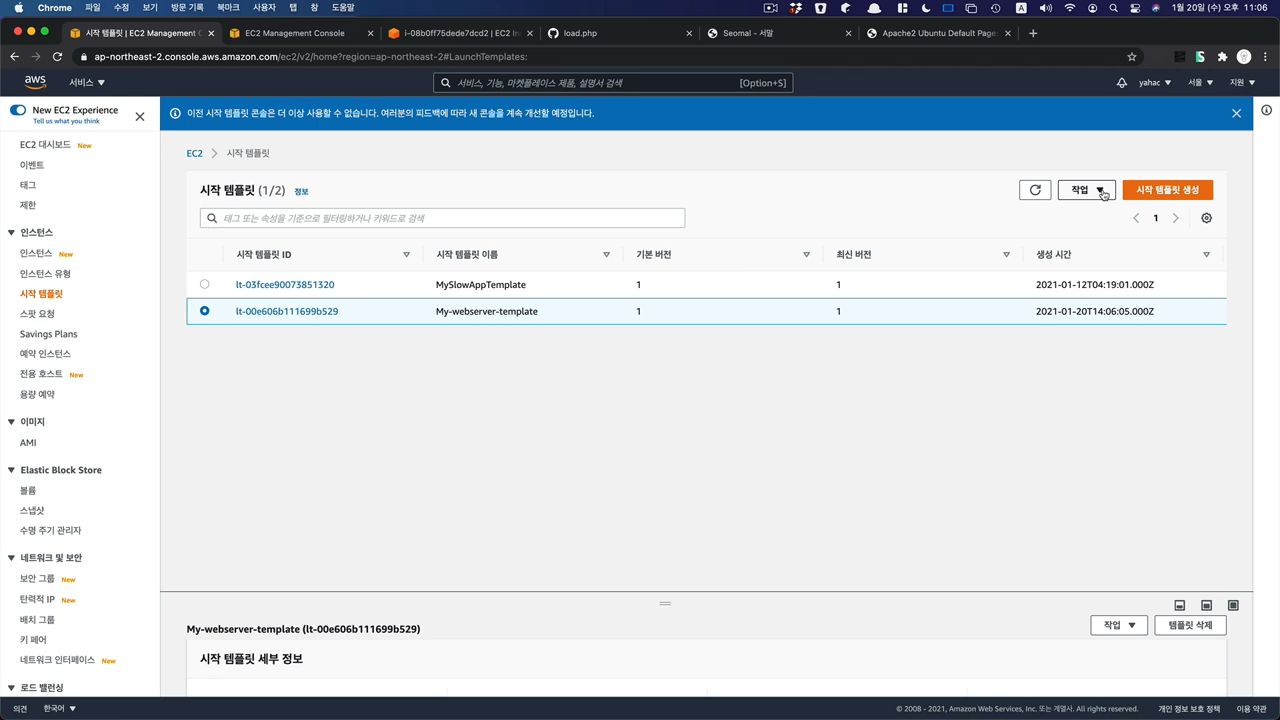 Chrome 파일 수정 보기 방문 기록 북마크 사용자 탭 창 도움말 1월 20일 (수) 오후 11:06
시작 템플릿 | EC2 Management C
EC2 Management Console
i-08b0ff75dede7dcd2 | EC2 Ins
load.php
Seomal - 서말
Apache2 Ubuntu Default Page:
ap-northeast-2.console.aws.amazon.com/ec2/v2/home?region=ap-northeast-2#LaunchTemplates:
aws 서비스 서비스, 기능, 마켓플레이스 제품, 설명서 검색 [Option+S] yahac 서울 지원
New EC2 Experience
Tell us what you think
EC2 대시보드 New
이벤트
태그
제한
인스턴스
인스턴스 New
인스턴스 유형
시작 템플릿
스팟 요청
Savings Plans
예약 인스턴스
전용 호스트 New
용량 예약
이미지
AMI
Elastic Block Store
볼륨
스냅샷
수명 주기 관리자
네트워크 및 보안
보안 그룹 New
탄력적 IP New
배치 그룹
키 페어
네트워크 인터페이스 New
로드 밸런싱
이전 시작 템플릿 콘솔은 더 이상 사용할 수 없습니다. 여러분의 피드백에 따라 새 콘솔을 계속 개선할 예정입니다.
EC2 시작 템플릿
시작 템플릿 (1/2) 정보
작업
시작 템플릿 생성
태그 또는 속성을 기준으로 필터링하거나 키워드로 검색
1
시작 템플릿 ID 시작 템플릿 이름 기본 버전 최신 버전 생성 시간
lt-03fcee90073851320 MySlowAppTemplate 1 1 2021-01-12T04:19:01.000Z
lt-00e606b111699b529 My-webserver-template 1 1 2021-01-20T14:06:05.000Z
My-webserver-template (lt-00e606b111699b529)
작업
템플릿 삭제
시작 템플릿 세부 정보
의견 한국어 © 2008 - 2021, Amazon Web Services, Inc. 또는 계열사. All rights reserved. 개인 정보 보호 정책 이용 약관